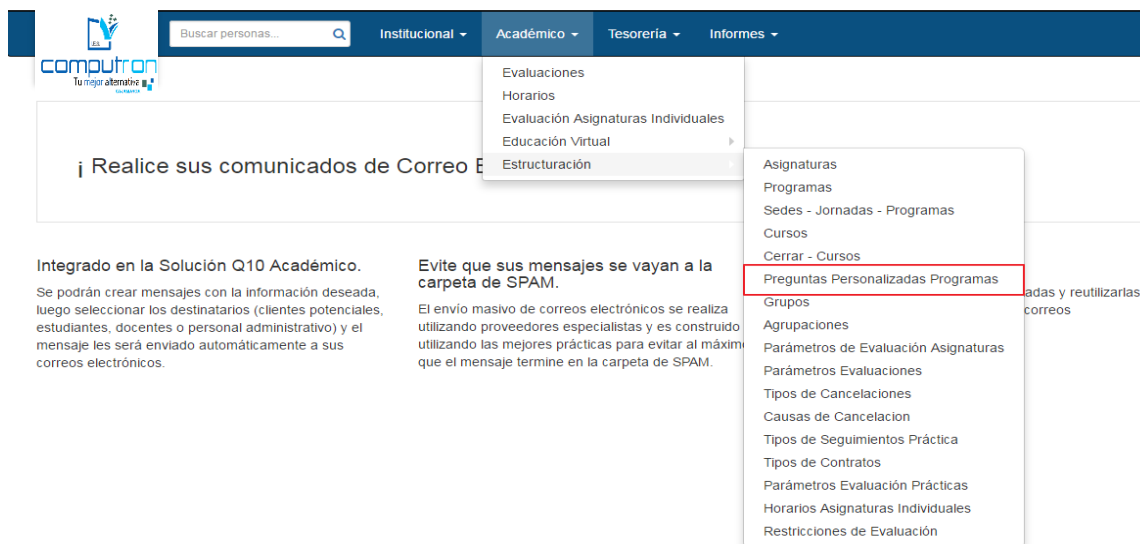 Buscar personas...
Institucional
Académico
Tesorería
Informes
EA
computron
Tu mejor alternativa
Evaluaciones
Horarios
Evaluación Asignaturas Individuales
Educación Virtual
Estructuración
¡ Realice sus comunicados de Correo E
Asignaturas
Programas
Sedes - Jornadas - Programas
Cursos
Cerrar - Cursos
Preguntas Personalizadas Programas
Grupos
Agrupaciones
Parámetros de Evaluación Asignaturas
Parámetros Evaluaciones
Tipos de Cancelaciones
Causas de Cancelacion
Tipos de Seguimientos Práctica
Tipos de Contratos
Parámetros Evaluación Prácticas
Horarios Asignaturas Individuales
Restricciones de Evaluación
Integrado en la Solución Q10 Académico.
Se podrán crear mensajes con la información deseada,
luego seleccionar los destinatarios (clientes potenciales,
estudiantes, docentes o personal administrativo) y el
mensaje les será enviado automáticamente a sus
correos electrónicos.
Evite que sus mensajes se vayan a la
carpeta de SPAM.
El envío masivo de correos electrónicos se realiza
utilizando proveedores especialistas y es construido
utilizando las mejores prácticas para evitar al máxim
que el mensaje termine en la carpeta de SPAM.
adas y reutilizarlas
correos